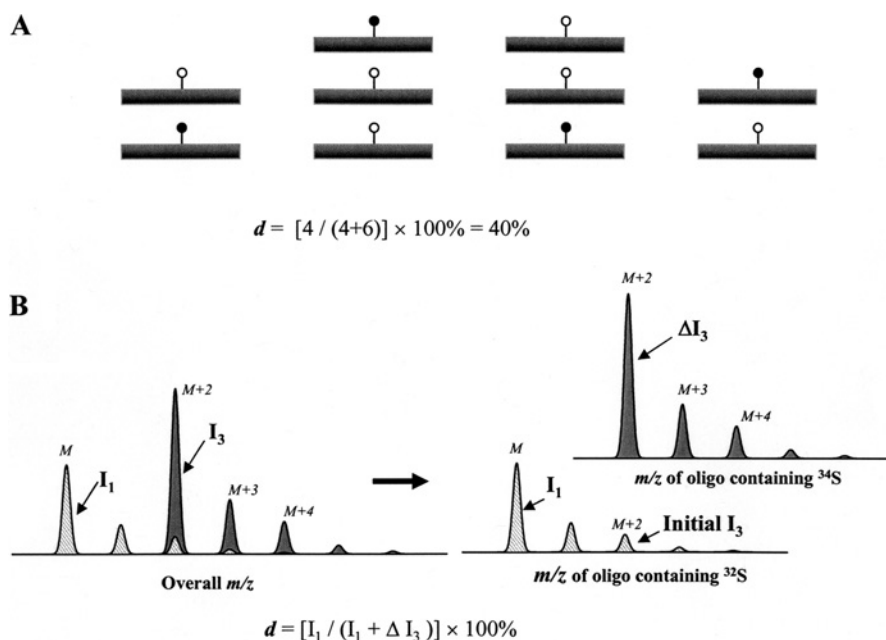 A
d = [4 / (4+6)] × 100% = 40%
B
M
I₁
M+2
I₃
M+3
M+4
Overall m/z
M+2
ΔI₃
M+3
M+4
m/z of oligo containing ³⁴S
M
I₁
M+2
Initial I₃
m/z of oligo containing ³²S
d = [I₁ / (I₁ + Δ I₃ )] × 100%